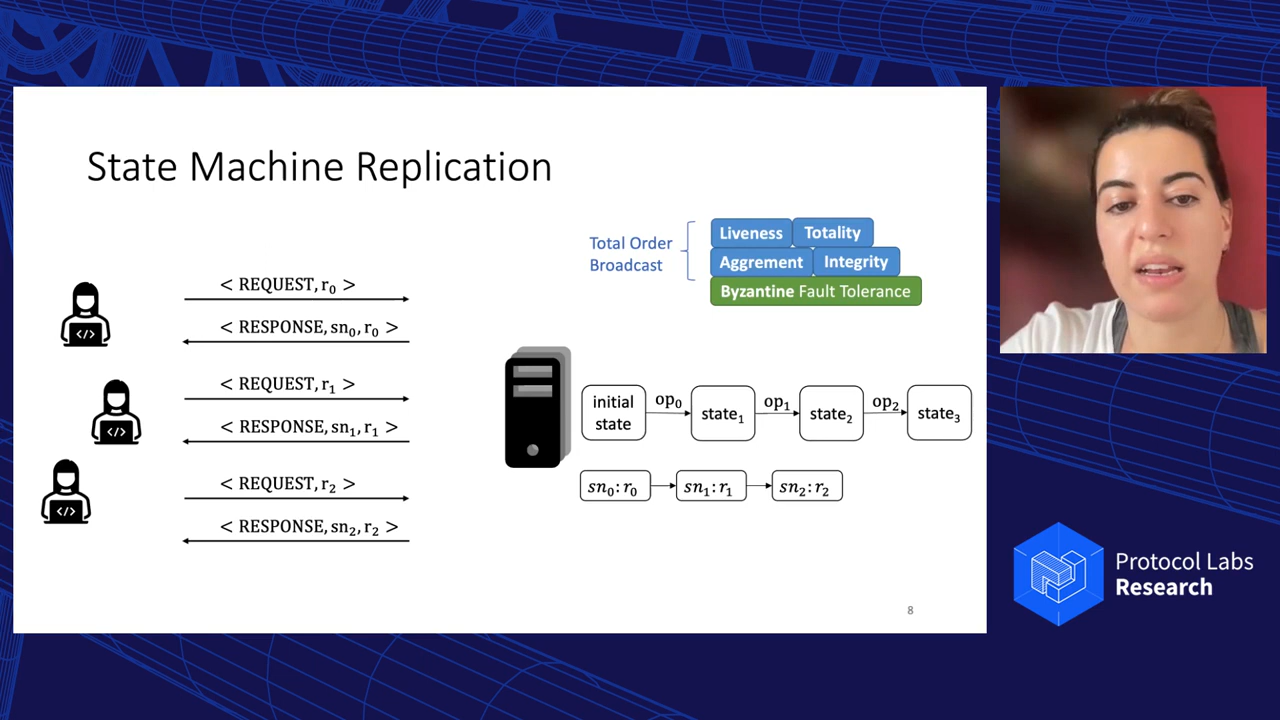 State Machine Replication
Total Order
Broadcast
Liveness Totality
Aggrement Integrity
Byzantine Fault Tolerance
< REQUEST, r₀ >
< RESPONSE, sn₀, r₀ >
</>
< REQUEST, r₁ >
< RESPONSE, sn₁, r₁ >
</>
< REQUEST, r₂ >
< RESPONSE, sn₂, r₂ >
</>
initial
state
op₀
state₁
op₁
state₂
op₂
state₃
sn₀: r₀
sn₁: r₁
sn₂: r₂
8
Protocol Labs
Research